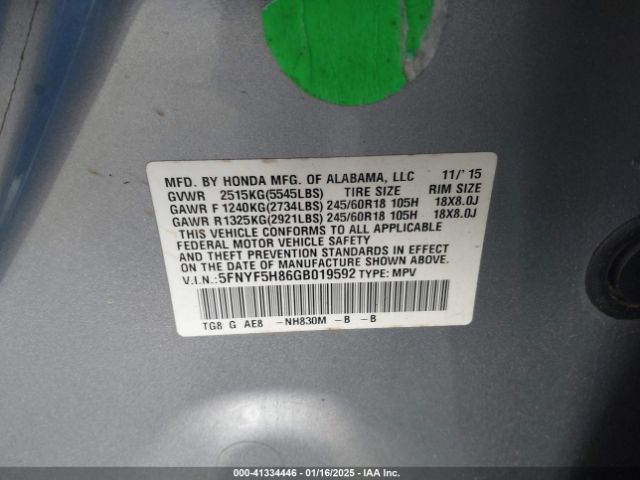 MFD. BY HONDA MFG. OF ALABAMA, LLC 11/'15
GVWR 2515KG(5545LBS) TIRE SIZE RIM SIZE
GAWR F 1240KG(2734LBS) 245/60R18 105H 18X8.0J
GAWR R1325KG(2921LBS) 245/60R18 105H 18X8.0J
THIS VEHICLE CONFORMS TO ALL APPLICABLE
FEDERAL MOTOR VEHICLE SAFETY
AND THEFT PREVENTION STANDARDS IN EFFECT ON
THE DATE OF MANUFACTURE SHOWN ABOVE.
V.I.N.: 5FNYF5H86GB019592 TYPE: MPV
TG8 G AE8 -NH830M -B -B
000-41334446 - 01/16/2025 - IAA Inc.